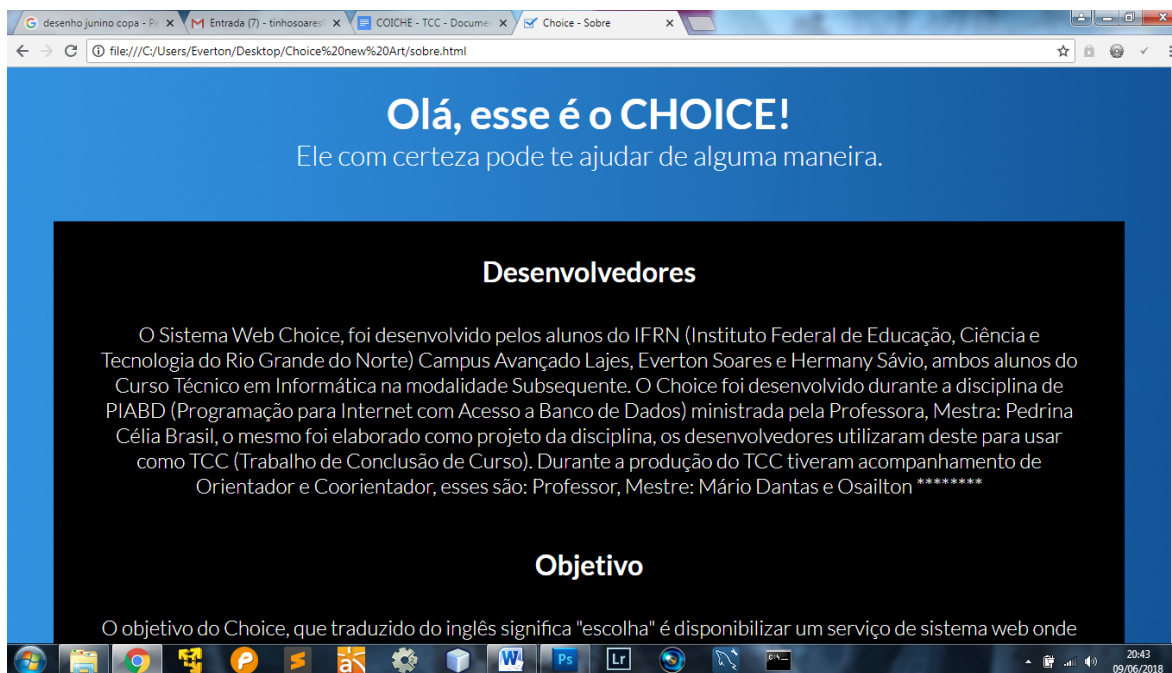 desenho junino copa - Pe
Entrada (7) - tinhosoares
COICHE - TCC - Documen
Choice - Sobre
file:///C:/Users/Everton/Desktop/Choice%20new%20Art/sobre.html
Olá, esse é o CHOICE!
Ele com certeza pode te ajudar de alguma maneira.
Desenvolvedores
O Sistema Web Choice, foi desenvolvido pelos alunos do IFRN (Instituto Federal de Educação, Ciência e
Tecnologia do Rio Grande do Norte) Campus Avançado Lajes, Everton Soares e Hermany Sávio, ambos alunos do
Curso Técnico em Informática na modalidade Subsequente. O Choice foi desenvolvido durante a disciplina de
PIABD (Programação para Internet com Acesso a Banco de Dados) ministrada pela Professora, Mestra: Pedrina
Célia Brasil, o mesmo foi elaborado como projeto da disciplina, os desenvolvedores utilizaram deste para usar
como TCC (Trabalho de Conclusão de Curso). Durante a produção do TCC tiveram acompanhamento de
Orientador e Coorientador, esses são: Professor, Mestre: Mário Dantas e Osailton ********
Objetivo
O objetivo do Choice, que traduzido do inglês significa "escolha" é disponibilizar um serviço de sistema web onde
Ps
Lr
20:43
09/06/2018